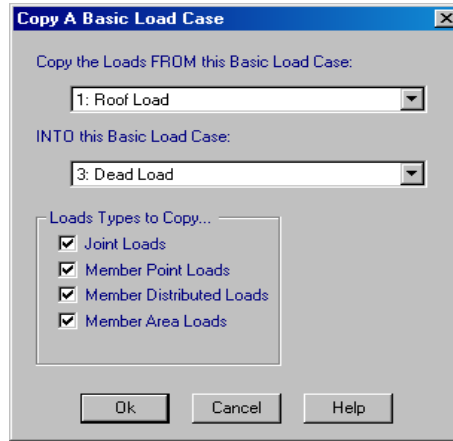 Copy A Basic Load Case
Copy the Loads FROM this Basic Load Case:
1: Roof Load
INTO this Basic Load Case:
3: Dead Load
Loads Types to Copy...
Joint Loads
Member Point Loads
Member Distributed Loads
Member Area Loads
Ok Cancel Help